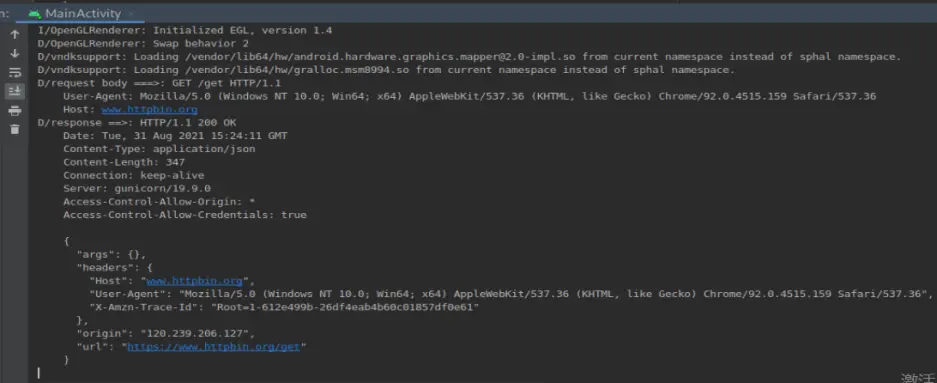 n: MainActivity
I/OpenGLRenderer: Initialized EGL, version 1.4
D/OpenGLRenderer: Swap behavior 2
D/vndksupport: Loading /vendor/lib64/hw/android.hardware.graphics.mapper@2.0-impl.so from current namespace instead of sphal namespace.
D/vndksupport: Loading /vendor/lib64/hw/gralloc.msm8994.so from current namespace instead of sphal namespace.
D/request body ===>: GET /get HTTP/1.1
User-Agent: Mozilla/5.0 (Windows NT 10.0; Win64; x64) AppleWebKit/537.36 (KHTML, like Gecko) Chrome/92.0.4515.159 Safari/537.36
Host: www.httpbin.org
D/response ==>: HTTP/1.1 200 OK
Date: Tue, 31 Aug 2021 15:24:11 GMT
Content-Type: application/json
Content-Length: 347
Connection: keep-alive
Server: gunicorn/19.9.0
Access-Control-Allow-Origin: *
Access-Control-Allow-Credentials: true
{
"args": {},
"headers": {
"Host": "www.httpbin.org",
"User-Agent": "Mozilla/5.0 (Windows NT 10.0; Win64; x64) AppleWebKit/537.36 (KHTML, like Gecko) Chrome/92.0.4515.159 Safari/537.36",
"X-Amzn-Trace-Id": "Root=1-612e499b-26df4eab4b60c01857df0e61"
},
"origin": "120.239.206.127",
"url": "https://www.httpbin.org/get"
}
激活